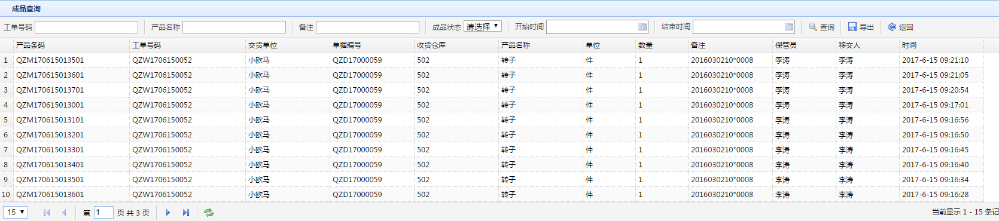 成品查询
工单号码 产品名称 备注 成品状态 请选择 开始时间 结束时间 查询 导出 返回
产品条码 工单号码 交货单位 单据编号 收货仓库 产品名称 单位 数量 备注 保管员 移交人 时间
1 QZM170615013501 QZW1706150052 小欧马 QZD17000059 502 转子 件 1 2016030210*0008 李涛 李涛 2017-6-15 09:21:10
2 QZM170615013601 QZW1706150052 小欧马 QZD17000059 502 转子 件 1 2016030210*0008 李涛 李涛 2017-6-15 09:21:05
3 QZM170615013701 QZW1706150052 小欧马 QZD17000059 502 转子 件 1 2016030210*0008 李涛 李涛 2017-6-15 09:20:54
4 QZM170615013001 QZW1706150052 小欧马 QZD17000059 502 转子 件 1 2016030210*0008 李涛 李涛 2017-6-15 09:17:01
5 QZM170615013101 QZW1706150052 小欧马 QZD17000059 502 转子 件 1 2016030210*0008 李涛 李涛 2017-6-15 09:16:56
6 QZM170615013201 QZW1706150052 小欧马 QZD17000059 502 转子 件 1 2016030210*0008 李涛 李涛 2017-6-15 09:16:50
7 QZM170615013301 QZW1706150052 小欧马 QZD17000059 502 转子 件 1 2016030210*0008 李涛 李涛 2017-6-15 09:16:45
8 QZM170615013401 QZW1706150052 小欧马 QZD17000059 502 转子 件 1 2016030210*0008 李涛 李涛 2017-6-15 09:16:40
9 QZM170615013501 QZW1706150052 小欧马 QZD17000059 502 转子 件 1 2016030210*0008 李涛 李涛 2017-6-15 09:16:34
10 QZM170615013601 QZW1706150052 小欧马 QZD17000059 502 转子 件 1 2016030210*0008 李涛 李涛 2017-6-15 09:16:28
15 第 1 页 共 3 页 当前显示 1 - 15 条记